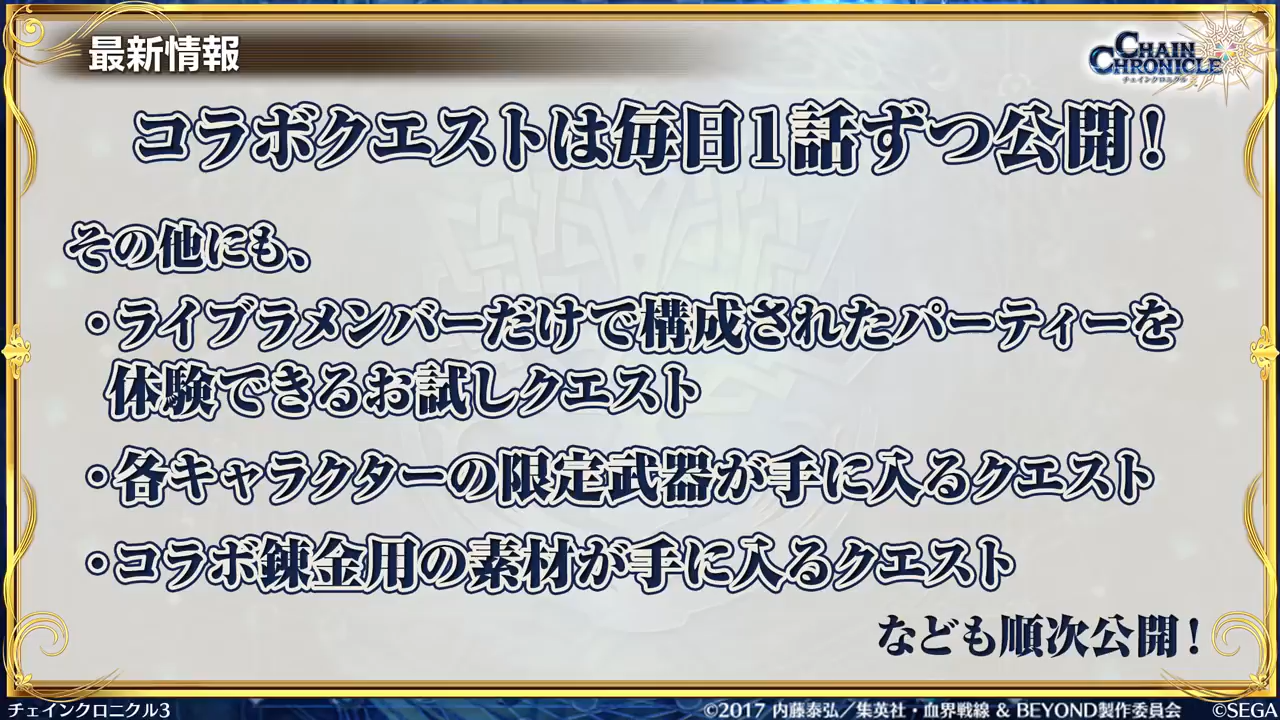 最新情報
CHAIN
CHRONICLE
チェインクロニクル
コラボクエストは毎日1話ずつ公開!
その他にも、
・ライブラメンバーだけで構成されたパーティーを
体験できるお試しクエスト
・各キャラクターの限定武器が手に入るクエスト
・コラボ錬金用の素材が手に入るクエスト
なども順次公開!
チェインクロニクル3
©2017 内藤泰弘/集英社・血界戦線 & BEYOND製作委員会
©SEGA